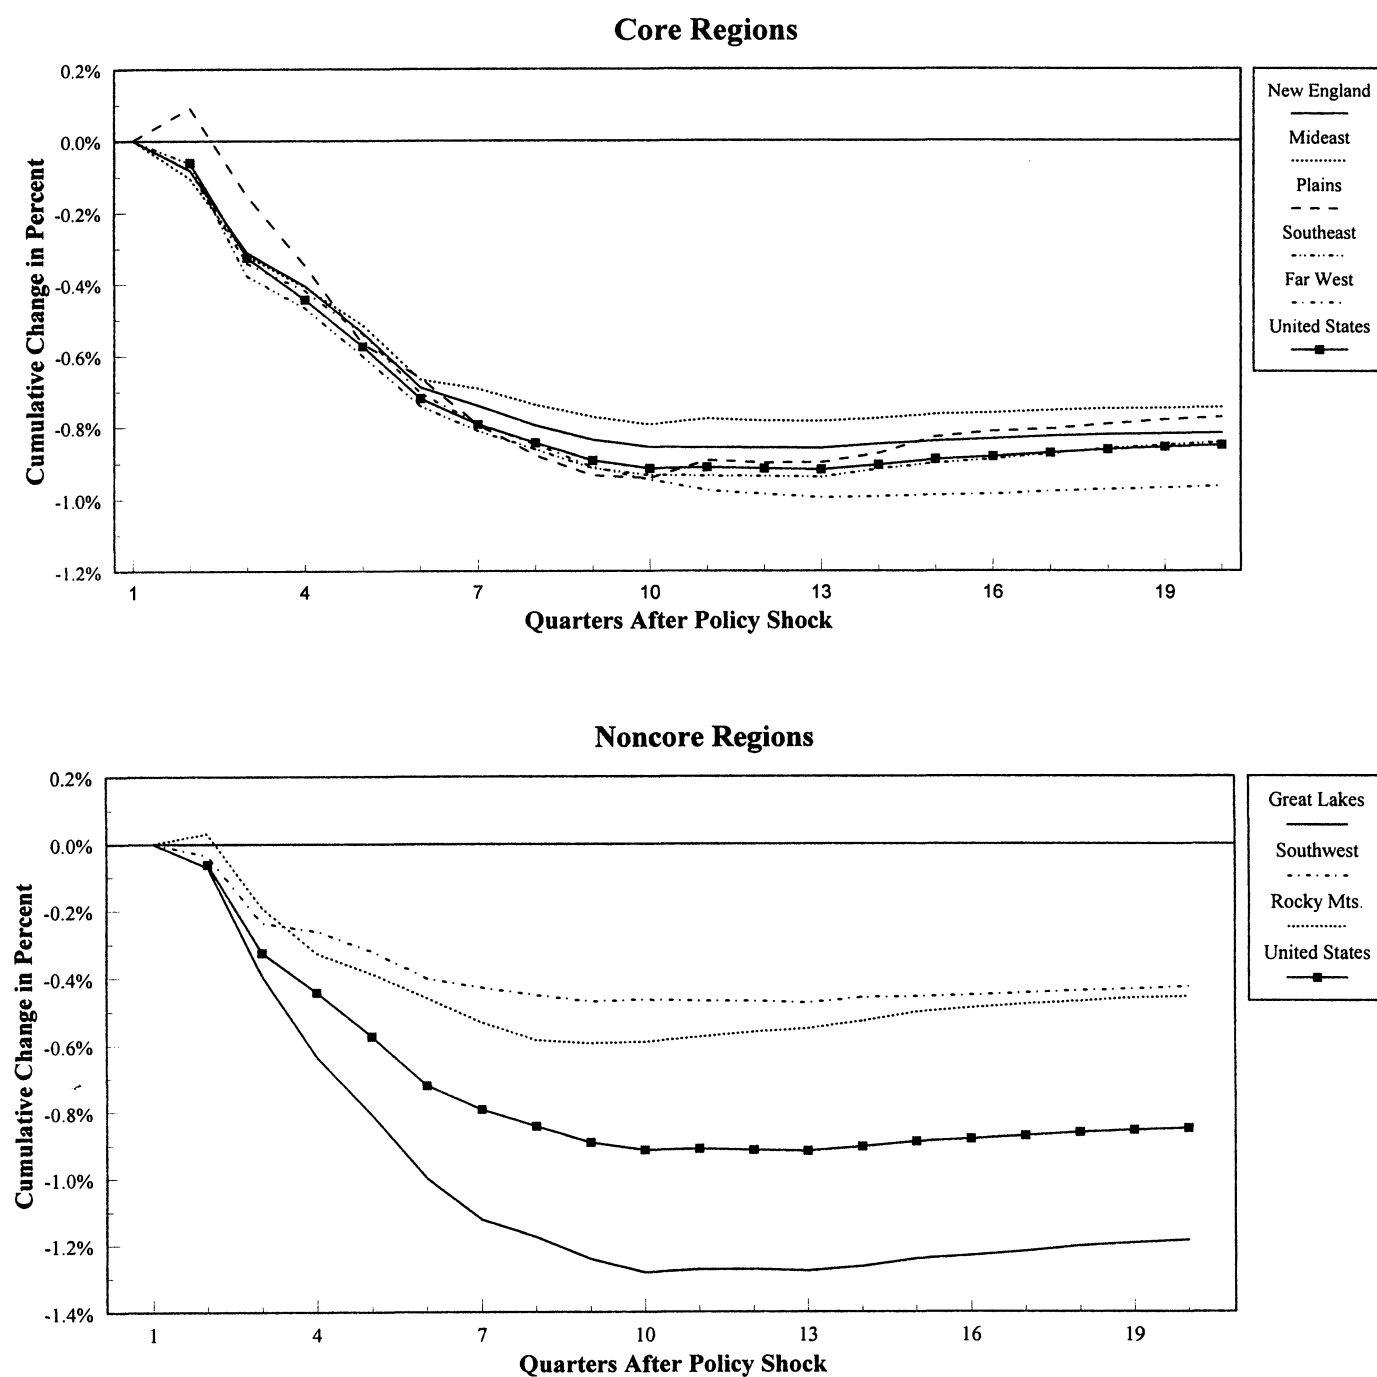 Core Regions
0.2%
0.0%
-0.2%
-0.4%
-0.6%
-0.8%
-1.0%
-1.2%
Cumulative Change in Percent
1 4 7 10 13 16 19
Quarters After Policy Shock
New England
Mideast
Plains
Southeast
Far West
United States
Noncore Regions
0.2%
0.0%
-0.2%
-0.4%
-0.6%
-0.8%
-1.0%
-1.2%
-1.4%
Cumulative Change in Percent
1 4 7 10 13 16 19
Quarters After Policy Shock
Great Lakes
Southwest
Rocky Mts.
United States